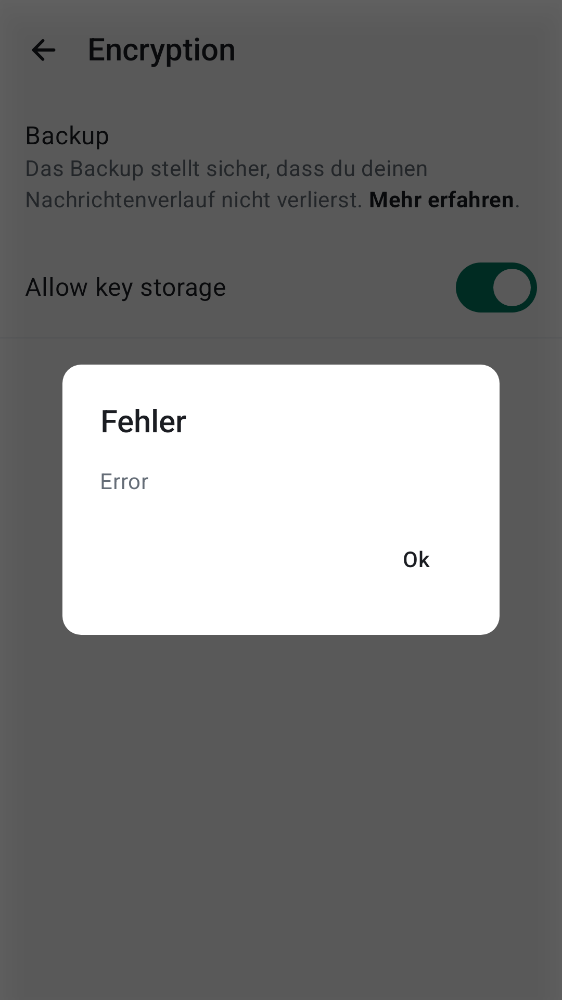 Encryption
Backup
Das Backup stellt sicher, dass du deinen
Nachrichtenverlauf nicht verlierst. Mehr erfahren.
Allow key storage
Fehler
Error
Ok